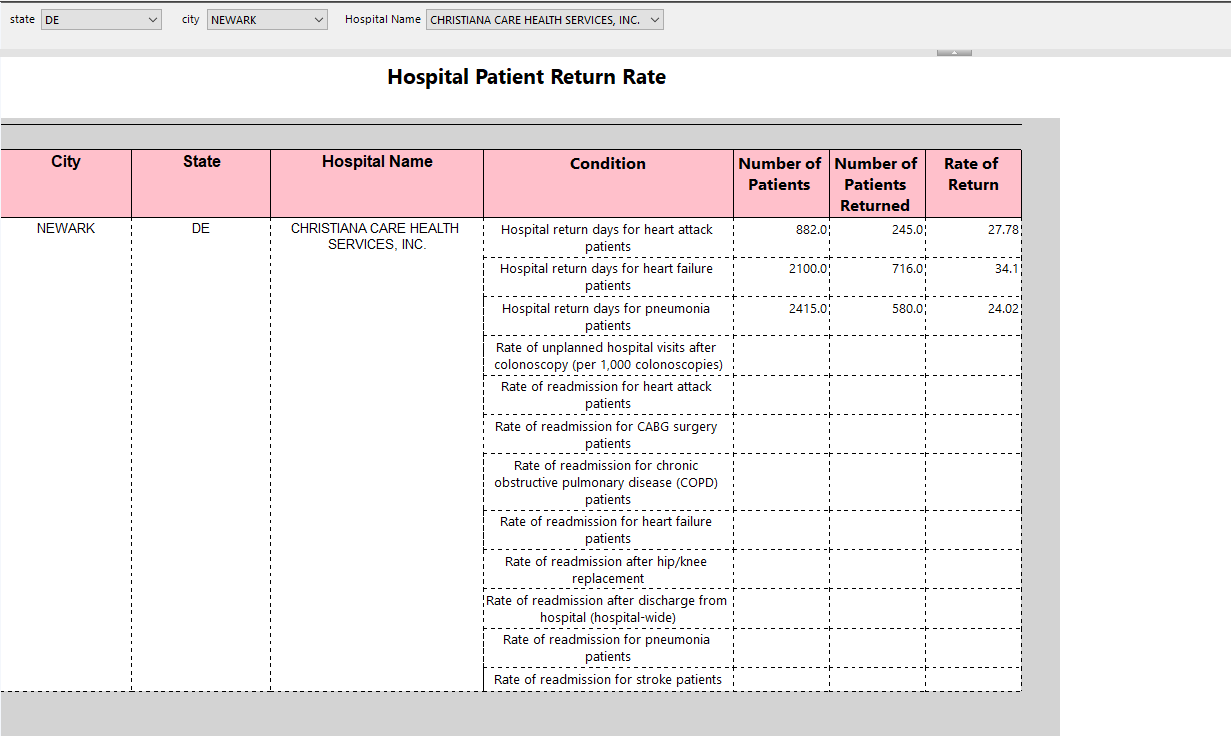 state DE city NEWARK Hospital Name CHRISTIANA CARE HEALTH SERVICES, INC.
Hospital Patient Return Rate
City State Hospital Name Condition Number of Patients Number of Patients Returned Rate of Return
NEWARK DE CHRISTIANA CARE HEALTH SERVICES, INC.
Hospital return days for heart attack
patients
882.0 245.0 27.78
Hospital return days for heart failure
patients
2100.0 716.0 34.1
Hospital return days for pneumonia
patients
2415.0 580.0 24.02
Rate of unplanned hospital visits after
colonoscopy (per 1,000 colonoscopies)
Rate of readmission for heart attack
patients
Rate of readmission for CABG surgery
patients
Rate of readmission for chronic
obstructive pulmonary disease (COPD)
patients
Rate of readmission for heart failure
patients
Rate of readmission after hip/knee
replacement
Rate of readmission after discharge from
hospital (hospital-wide)
Rate of readmission for pneumonia
patients
Rate of readmission for stroke patients